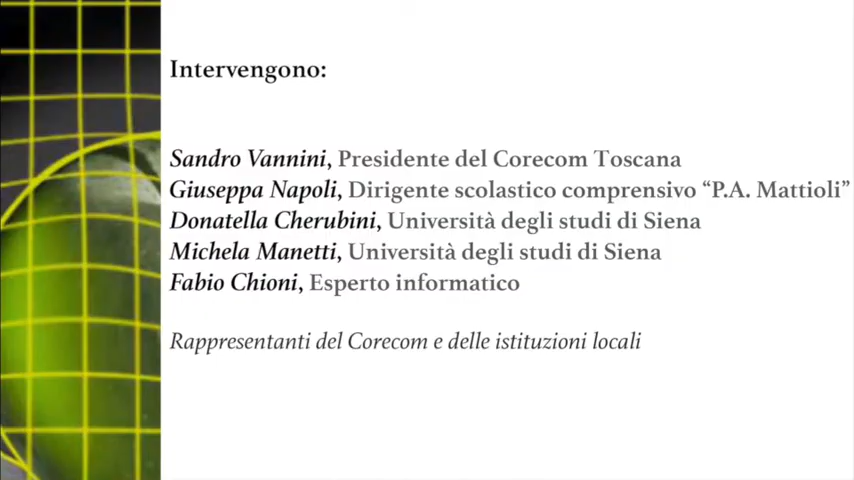 Intervengono:
Sandro Vannini, Presidente del Corecom Toscana
Giuseppa Napoli, Dirigente scolastico comprensivo “P.A. Mattioli”
Donatella Cherubini, Università degli studi di Siena
Michela Manetti, Università degli studi di Siena
Fabio Chioni, Esperto informatico
Rappresentanti del Corecom e delle istituzioni locali